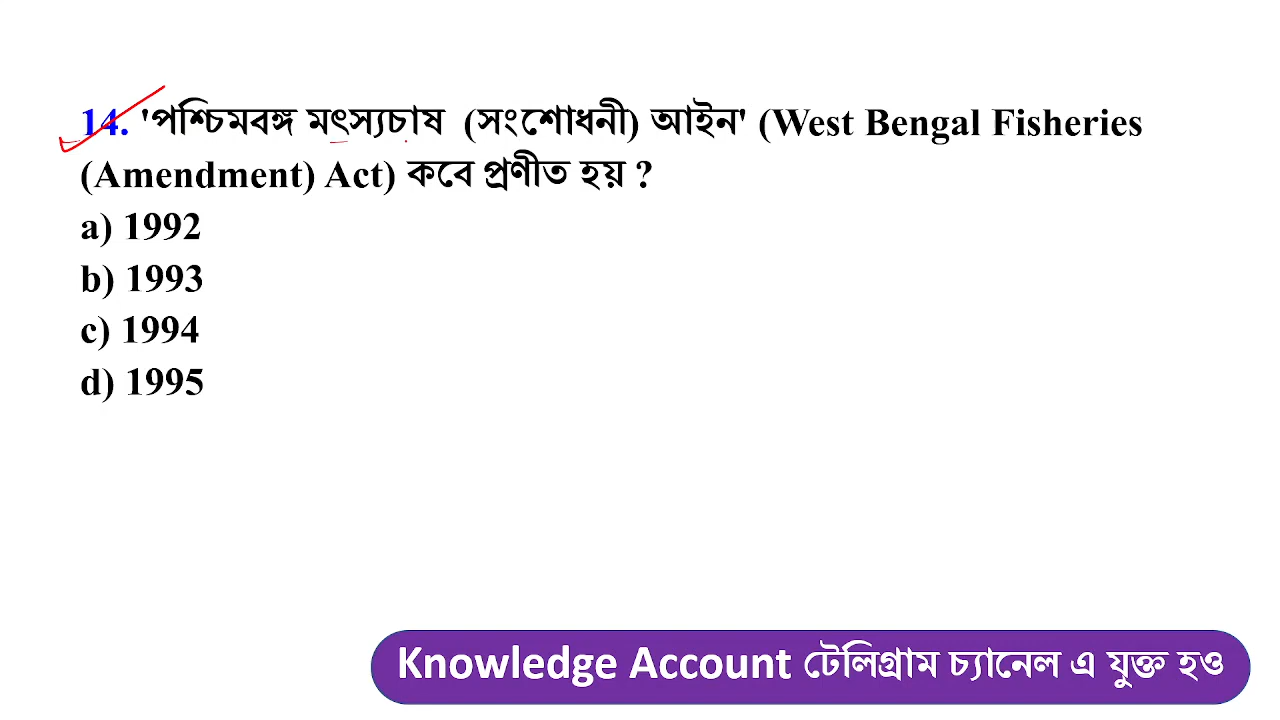 14. 'পশ্চিমবঙ্গ মৎস্যচাষ (সংশোধনী) আইন' (West Bengal Fisheries
(Amendment) Act) কবে প্রণীত হয় ?
a) 1992
b) 1993
c) 1994
d) 1995
Knowledge Account টেলিগ্রাম চ্যানেল এ যুক্ত হও